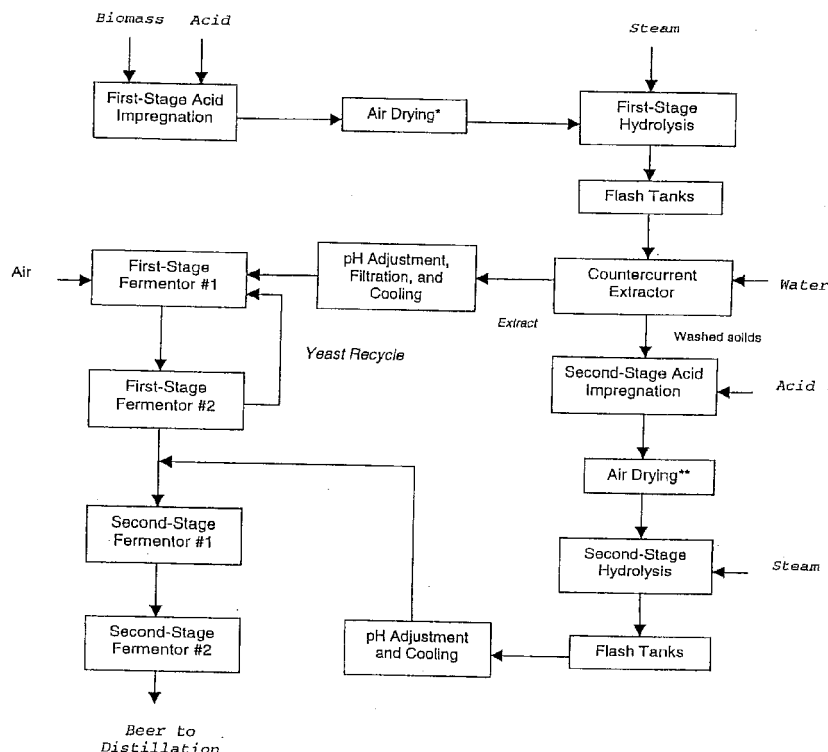 Biomass
Acid
Steam
First-Stage Acid
Impregnation
Air Drying*
First-Stage
Hydrolysis
Flash Tanks
Air
First-Stage
Fermentor #1
pH Adjustment,
Filtration, and
Cooling
Countercurrent
Extractor
Water
Extract
Washed solids
Yeast Recycle
First-Stage
Fermentor #2
Second-Stage Acid
Impregnation
Acid
Air Drying**
Second-Stage
Fermentor #1
Second-Stage
Hydrolysis
Steam
Second-Stage
Fermentor #2
pH Adjustment
and Cooling
Flash Tanks
Beer to
Distillation